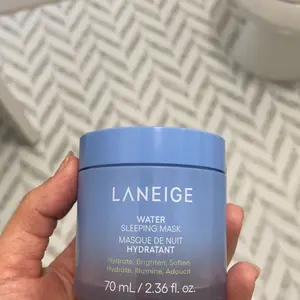 LANEIGE
WATER
SLEEPING MASK
MASQUE DE NUIT
HYDRATANT
Hydrate, Brighten, Soften
Hydrate, Illumine, Adoucit
70 mL / 2.36 fl. oz.